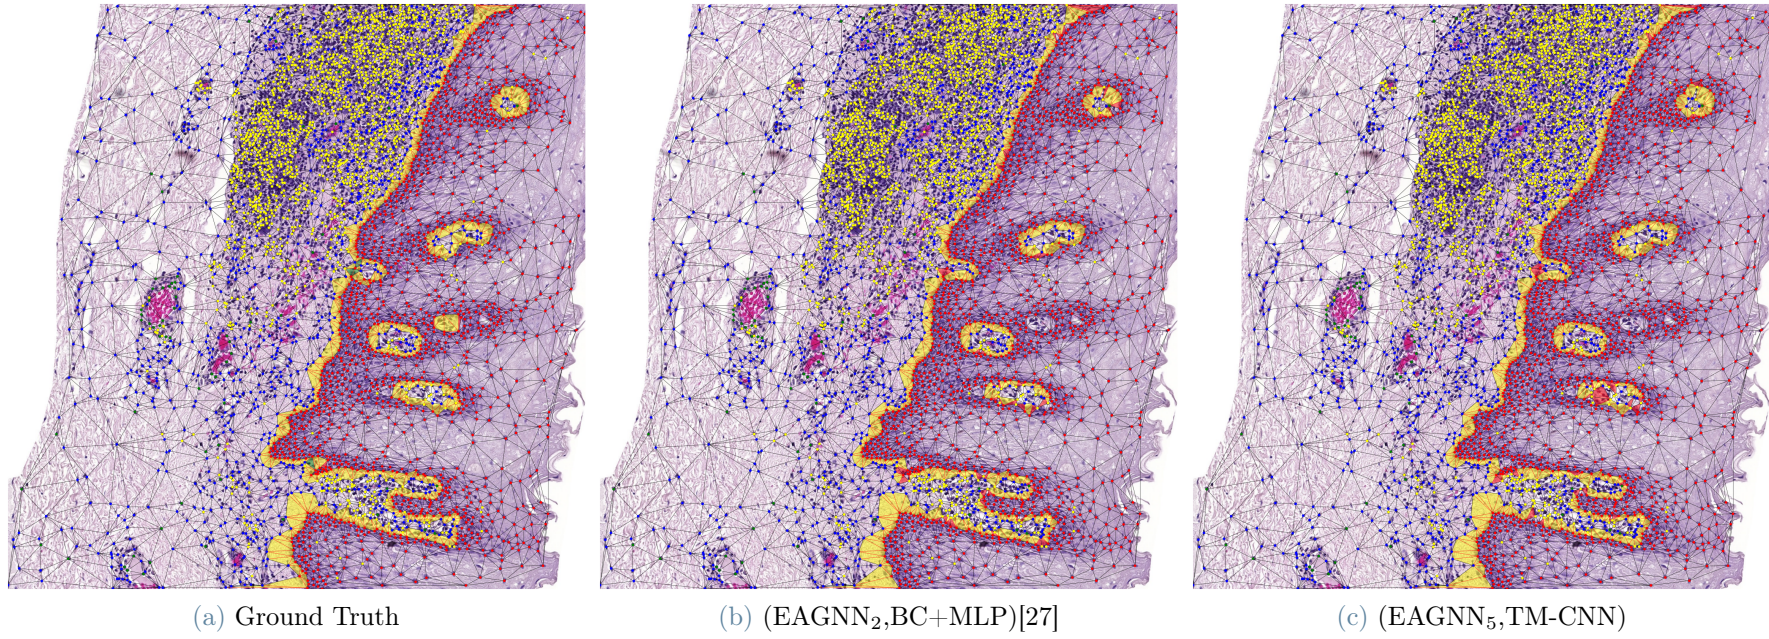 (a) Ground Truth
(b) (EAGNN₂,BC+MLP)[27]
(c) (EAGNN₅,TM-CNN)